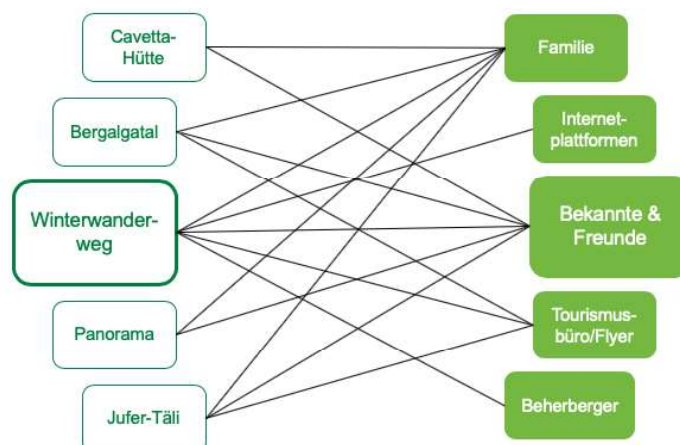 Cavetta-
Hütte
Bergalgatal
Winterwander-
weg
Panorama
Jufer-Täli
Familie
Internet-
plattformen
Bekannte &
Freunde
Tourismus-
büro/Flyer
Beherberger